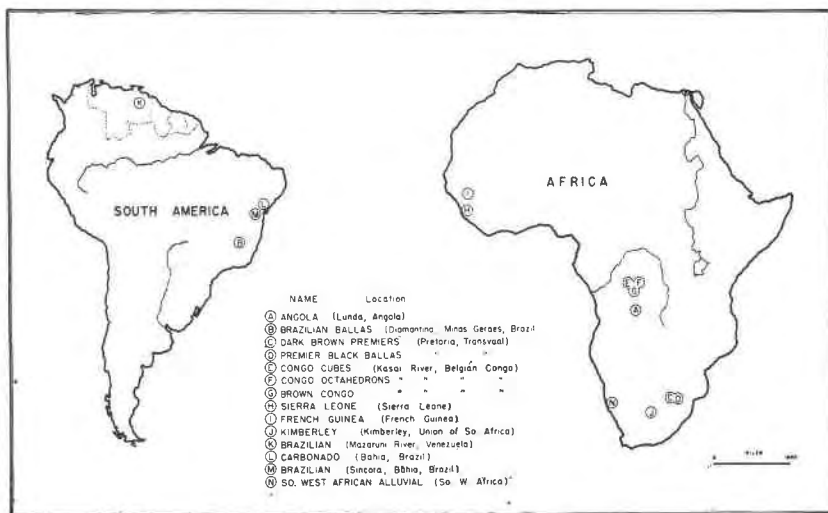 SOUTH AMERICA
AFRICA
K
L
M
B
I
H
E F
G
A
N
J
C D
NAME Location
A ANGOLA (Lunda, Angola)
B BRAZILIAN BALLAS (Diamantina, Minas Geraes, Brazil
C DARK BROWN PREMIERS (Pretoria, Transvaal)
D PREMIER BLACK BALLAS " "
E CONGO CUBES (Kasai River, Belgian Congo)
F CONGO OCTAHEDRONS " " " "
G BROWN CONGO " " " "
H SIERRA LEONE (Sierra Leone)
I FRENCH GUINEA (French Guinea)
J KIMBERLEY (Kimberley, Union of So Africa)
K BRAZILIAN (Mazaruni River, Venezuela)
L CARBONADO (Bahia, Brazil)
M BRAZILIAN (Sincora, Bahia, Brazil)
N SO. WEST AFRICAN ALLUVIAL (So. W. Africa)
MILES
0